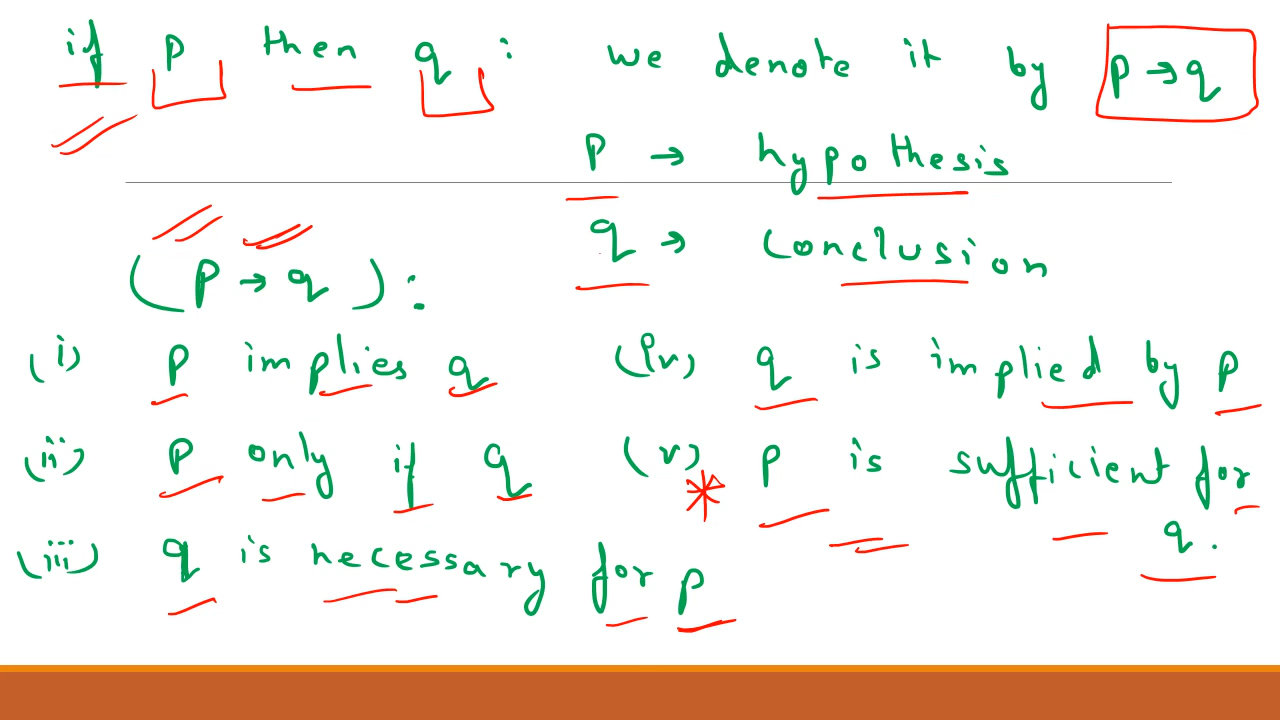 if p then q : we denote it by p → q
p → hypothesis
q → conclusion
(p → q) :
(i) p implies q
(ii) p only if q
(iii) q is necessary for p
(iv) q is implied by p
(v) p is sufficient for
q.